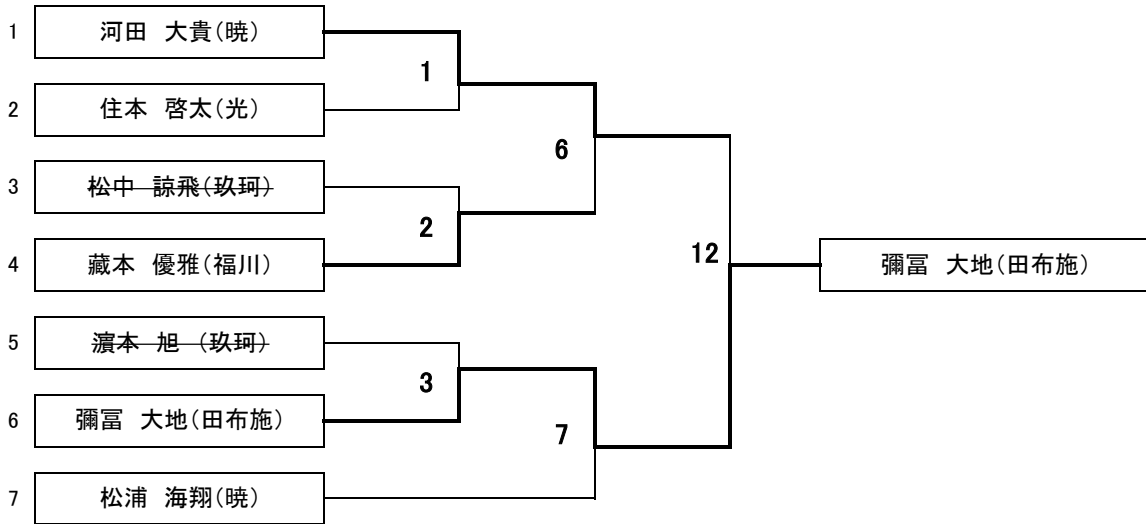 1 河田 大貴(暁)
1
2 住本 啓太(光)
6
3 松中 諒飛(玖珂)
2
4 藏本 優雅(福川)
12 彌冨 大地(田布施)
5 濵本 旭 (玖珂)
3
6 彌冨 大地(田布施)
7
7 松浦 海翔(暁)